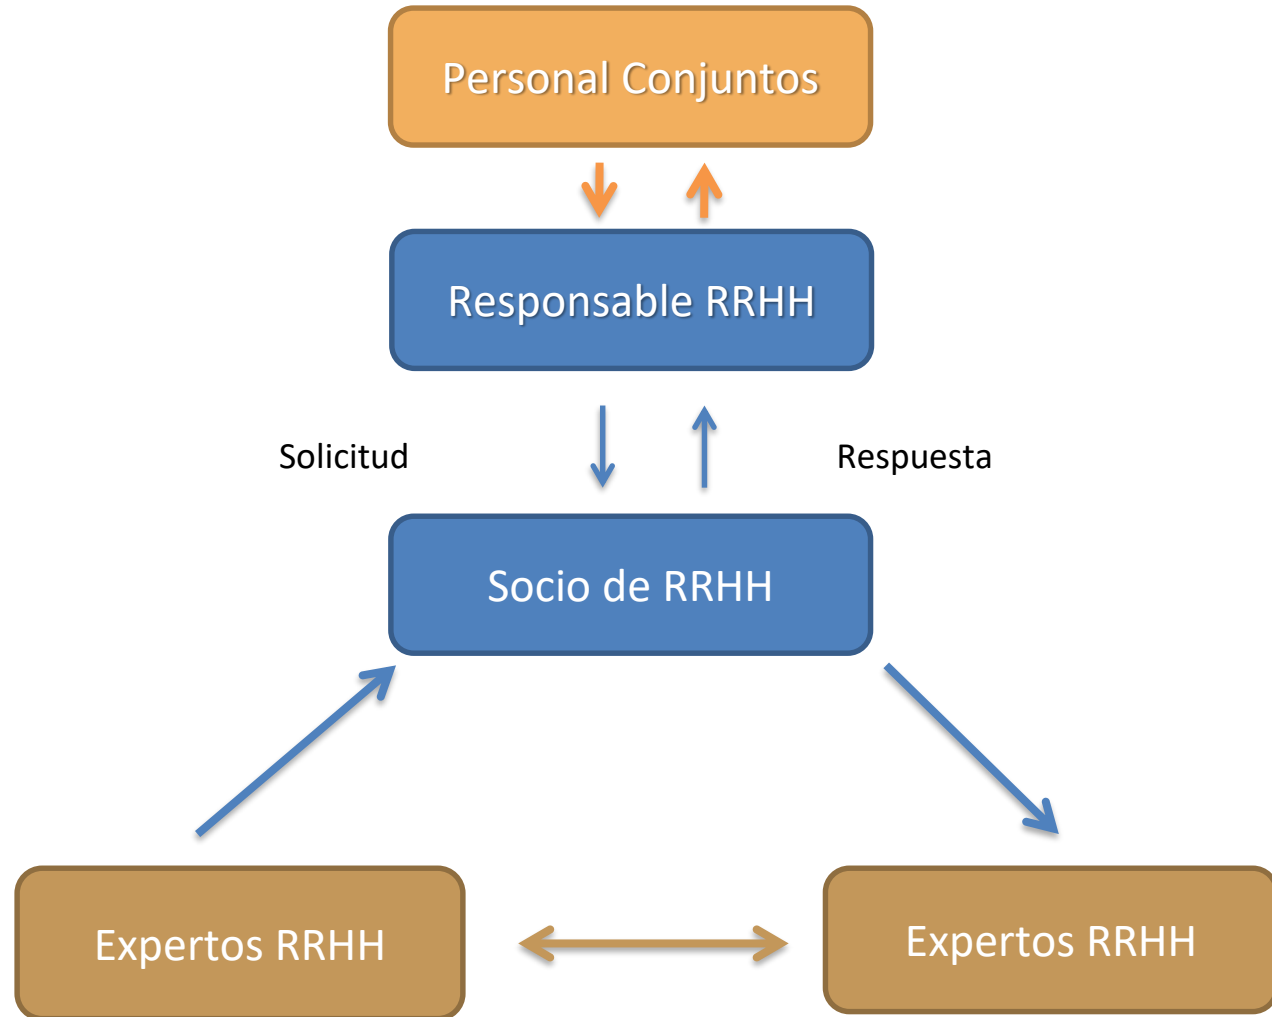 Personal Conjuntos
Responsable RRHH
Solicitud
Respuesta
Socio de RRHH
Expertos RRHH
Expertos RRHH